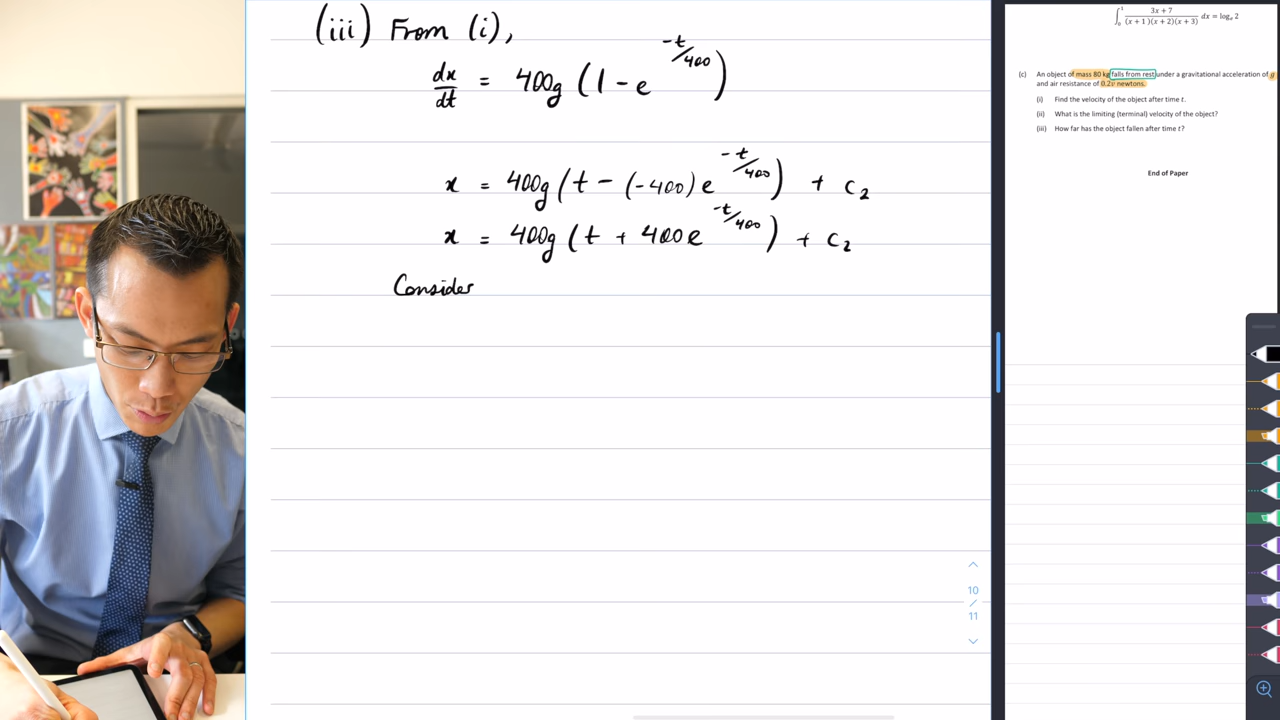 (iii) From (i),
dx/dt = 400g (1 - e^(-t/400))
x = 400g (t - (-400) e^(-t/400)) + c₂
x = 400g (t + 400e^(-t/400)) + c₂
Consider
10
/
11
∫₀¹ (3x + 7)/((x + 1)(x + 2)(x + 3)) dx = logₑ 2
(c) An object of mass 80 kg falls from rest under a gravitational acceleration of g
and air resistance of 0.2v newtons.
(i) Find the velocity of the object after time t.
(ii) What is the limiting (terminal) velocity of the object?
(iii) How far has the object fallen after time t?
End of Paper